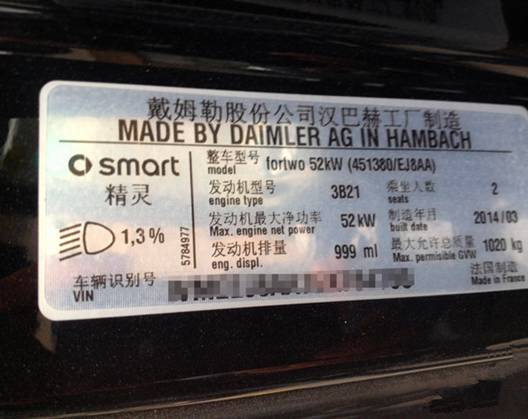 戴姆勒股份公司汉巴赫工厂制造
MADE BY DAIMLER AG IN HAMBACH
smart
精灵
1,3%
5784977
整车型号 fortwo 52kW (451380/EJ8AA)
model
发动机型号 3B21 乘坐人数 2
engine type seats
发动机最大净功率 52kW 制造年月 2014/03
Max. engine net power built date
发动机排量 999 ml 最大允许总质量 1020 kg
eng. displ. Max. permisible GVW
车辆识别号 法国制造
VIN Made in France